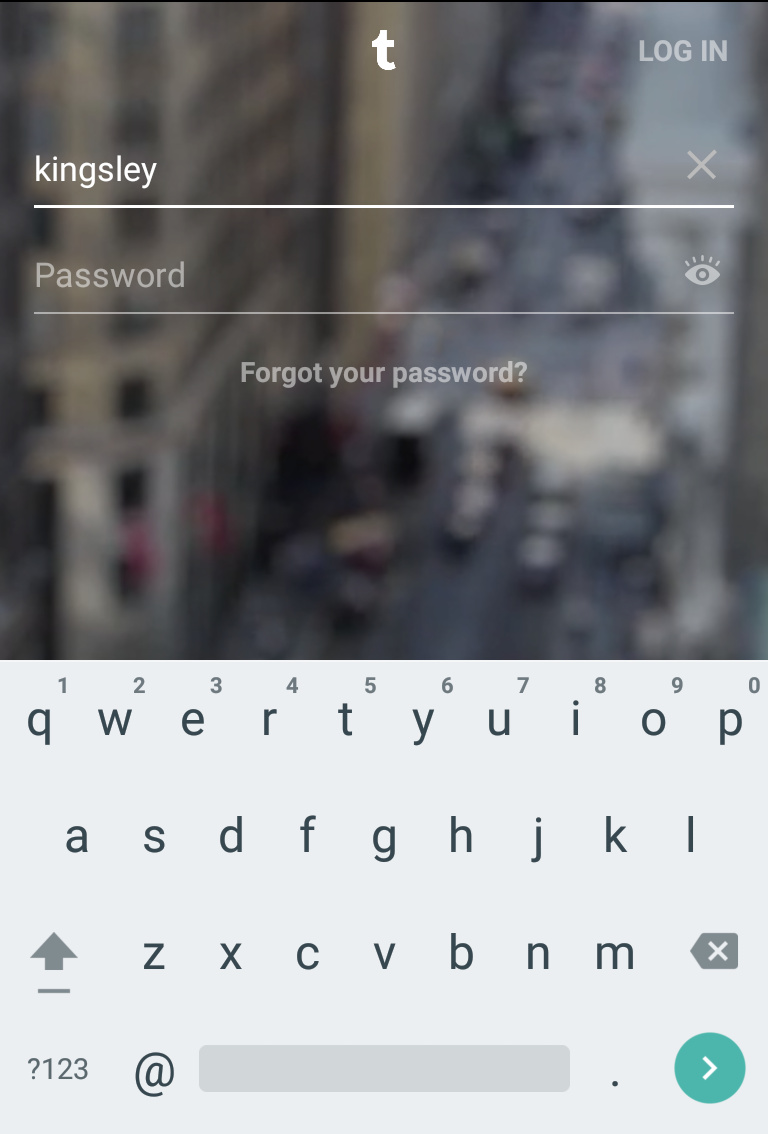 t LOG IN
kingsley
Password
Forgot your password?
1 2 3 4 5 6 7 8 9 0
q w e r t y u i o p
a s d f g h j k l
z x c v b n m
?123 @ .